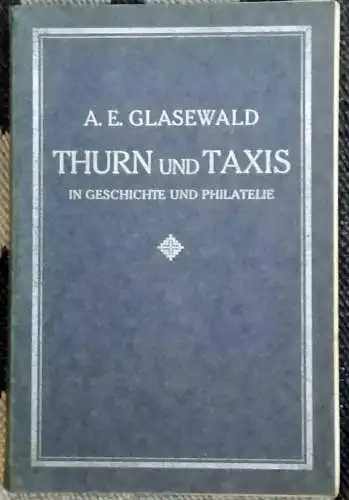 A. E. GLASEWALD
THURN UND TAXIS
IN GESCHICHTE UND PHILATELIE